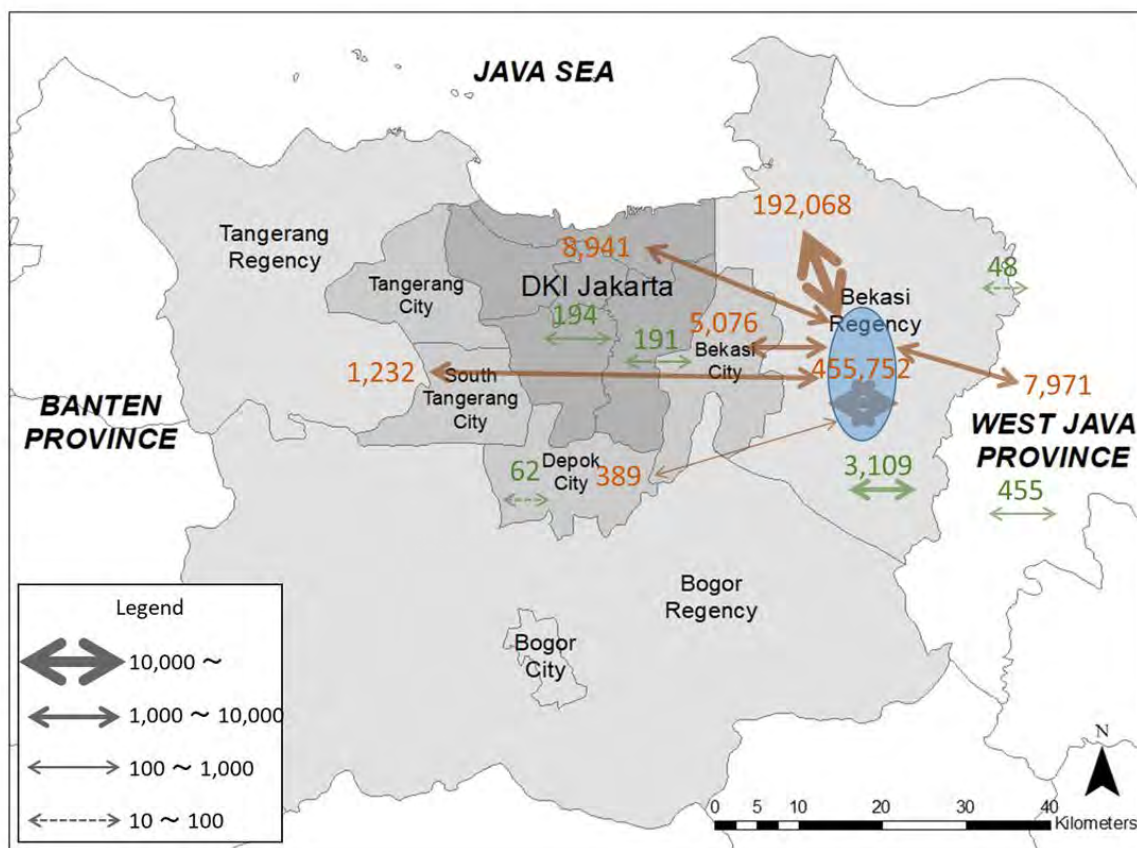 JAVA SEA
192,068
Tangerang
Regency
8,941
48
Tangerang
City
DKI Jakarta
Bekasi
Regency
194
5,076
191
Bekasi
City
1,232
South
Tangerang
City
455,752
7,971
BANTEN
PROVINCE
WEST JAVA
PROVINCE
62
Depok
City
389
3,109
455
Bogor
Regency
Bogor
City
Legend
10,000 ~
1,000 ~ 10,000
100 ~ 1,000
10 ~ 100
N
0 5 10 20 30 40
Kilometers